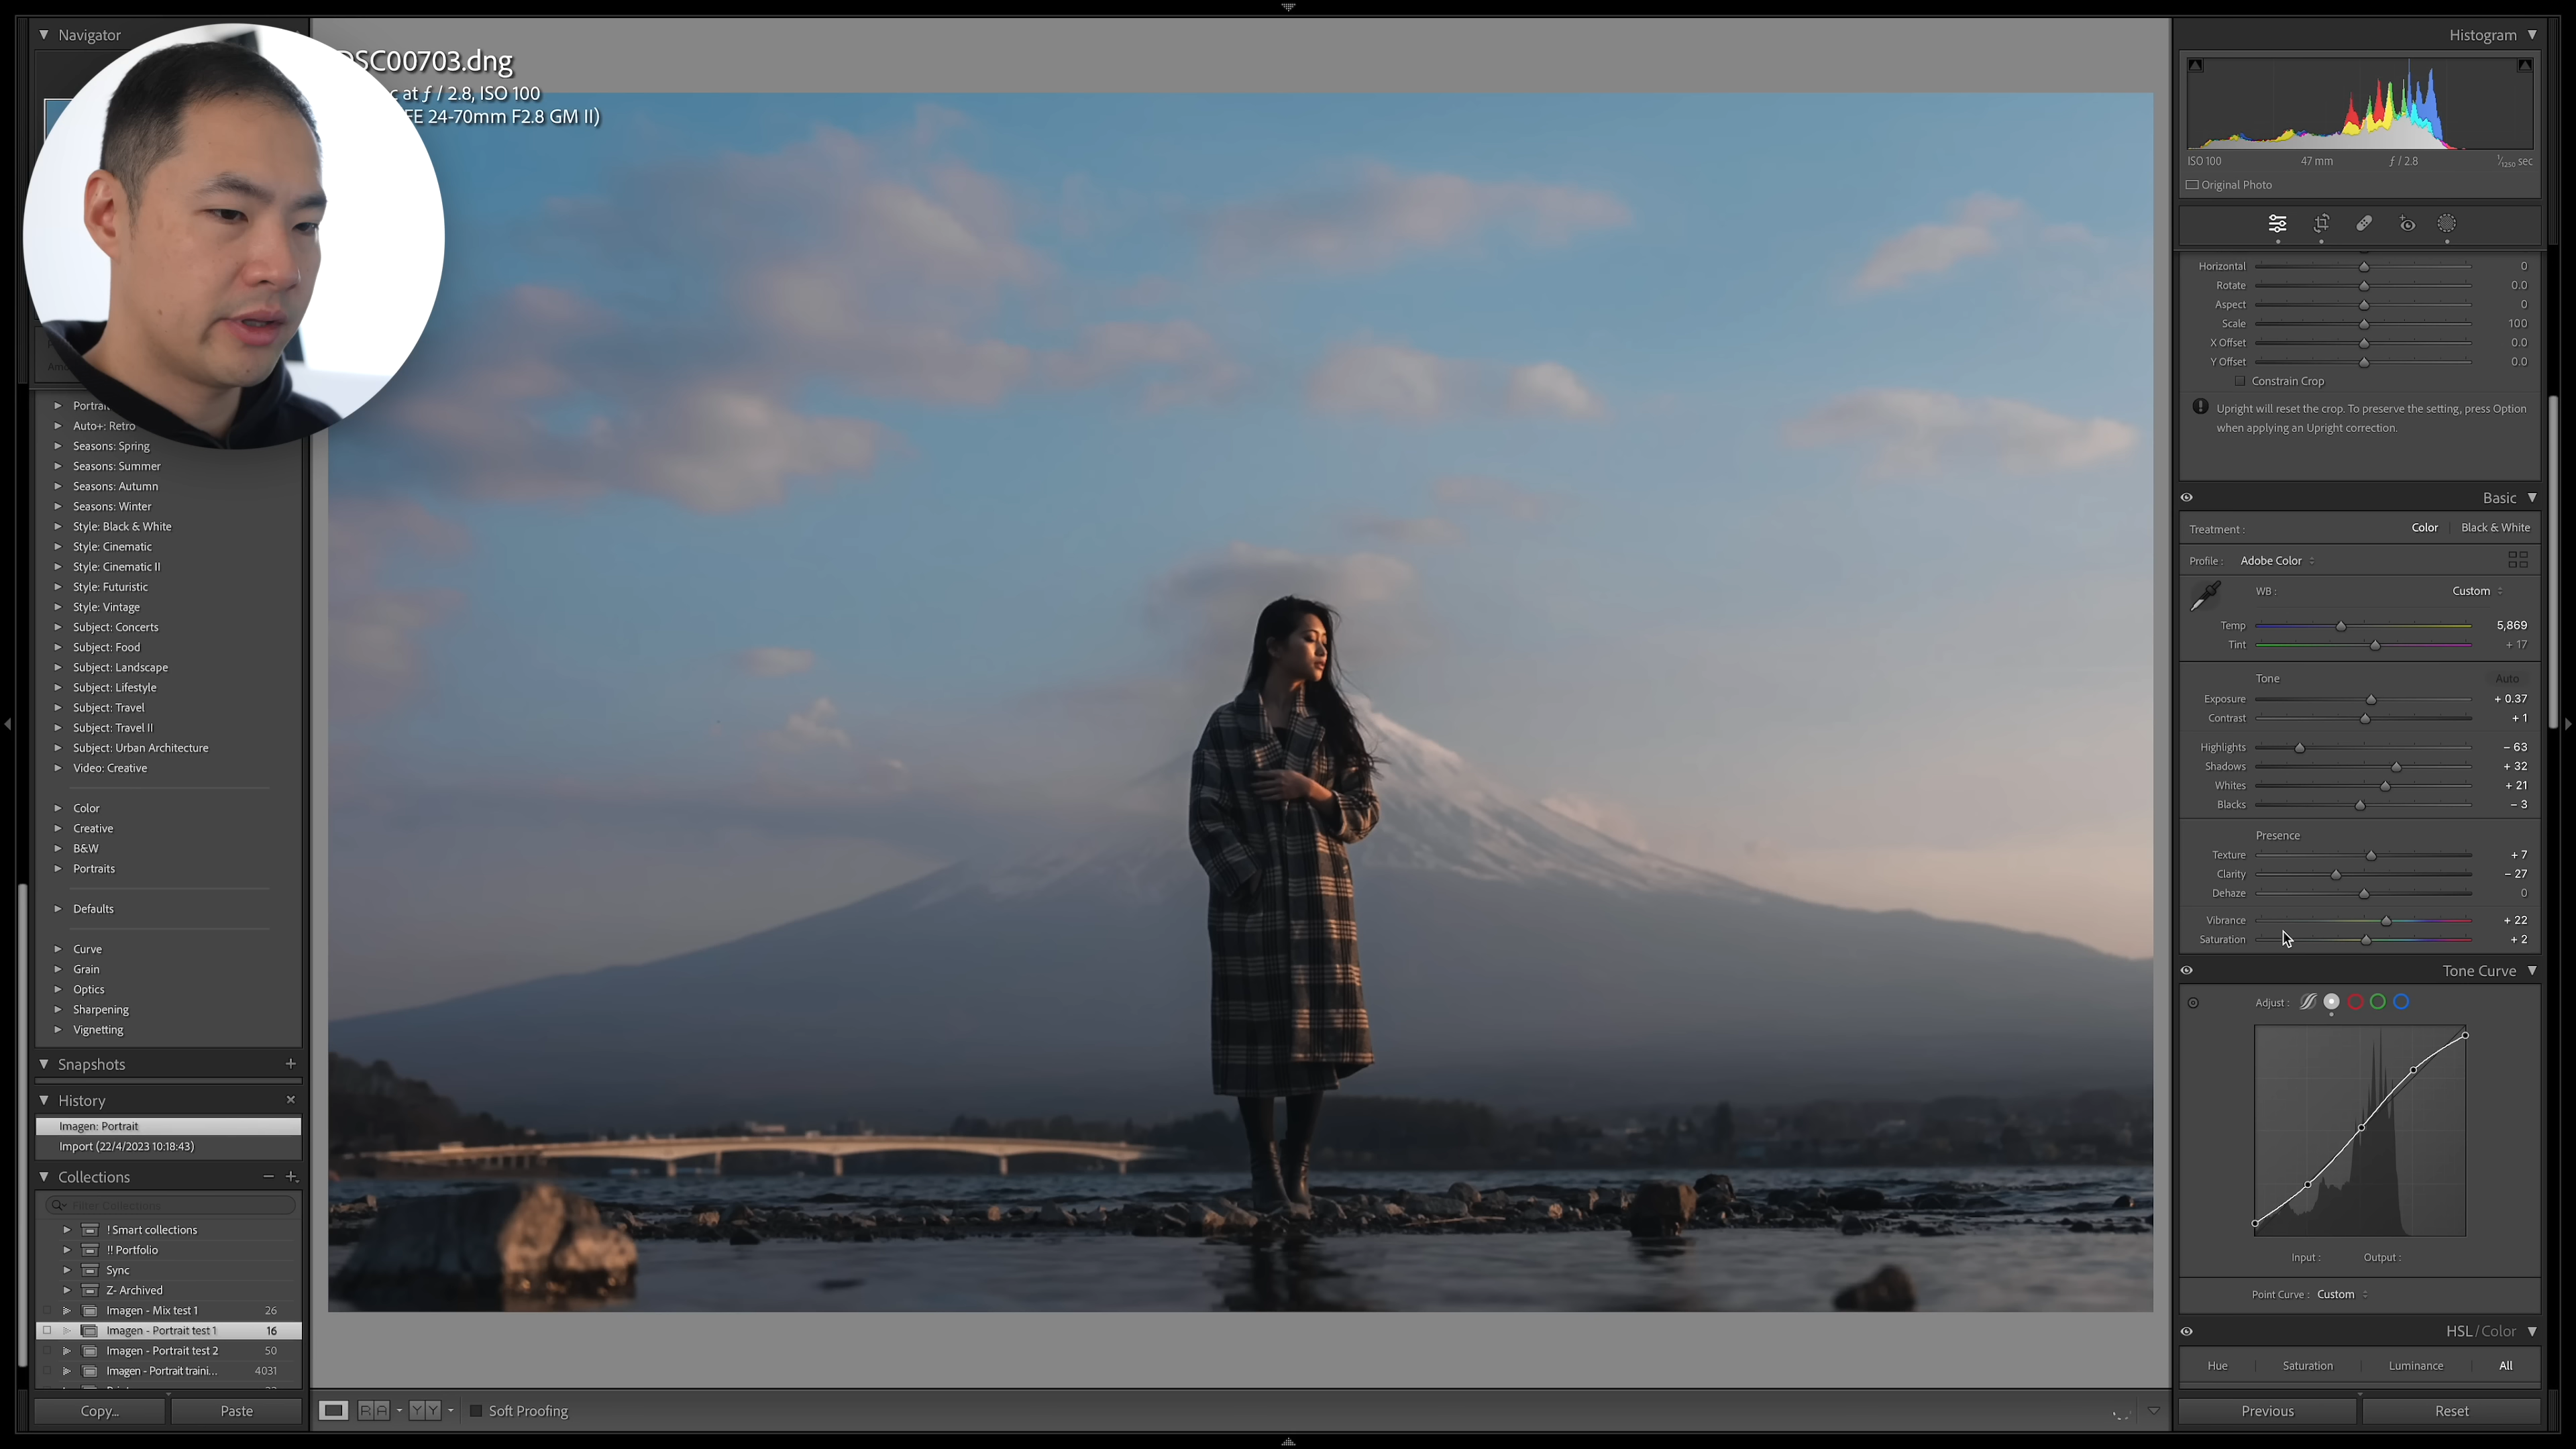 Navigator
DSC00703.dng
c at ƒ / 2.8, ISO 100
FE 24-70mm F2.8 GM II)
Auto+: Retro
Seasons: Spring
Seasons: Summer
Seasons: Autumn
Seasons: Winter
Style: Black & White
Style: Cinematic
Style: Cinematic II
Style: Futuristic
Style: Vintage
Subject: Concerts
Subject: Food
Subject: Landscape
Subject: Lifestyle
Subject: Travel
Subject: Travel II
Subject: Urban Architecture
Video: Creative
Color
Creative
B&W
Portraits
Defaults
Curve
Grain
Optics
Sharpening
Vignetting
Snapshots +
History ×
Imagen: Portrait
Import (22/4/2023 10:18:43)
Collections − +
Filter Collections
! Smart collections
!! Portfolio
Sync
Z- Archived
Imagen - Mix test 1 26
Imagen - Portrait test 1 16
Imagen - Portrait test 2 50
Imagen - Portrait traini... 4031
Copy... Paste
R A Y Y Soft Proofing
Histogram
ISO 100 47 mm ƒ / 2.8 1/1250 sec
Original Photo
Horizontal 0
Rotate 0.0
Aspect 0
Scale 100
X Offset 0.0
Y Offset 0.0
Constrain Crop
Upright will reset the crop. To preserve the setting, press Option
when applying an Upright correction.
Basic
Treatment : Color Black & White
Profile : Adobe Color
WB : Custom
Temp 5,869
Tint + 17
Tone Auto
Exposure + 0.37
Contrast + 1
Highlights − 63
Shadows + 32
Whites + 21
Blacks − 3
Presence
Texture + 7
Clarity − 27
Dehaze 0
Vibrance + 22
Saturation + 2
Tone Curve
Adjust :
Input : Output :
Point Curve : Custom
HSL / Color
Hue Saturation Luminance All
Previous Reset